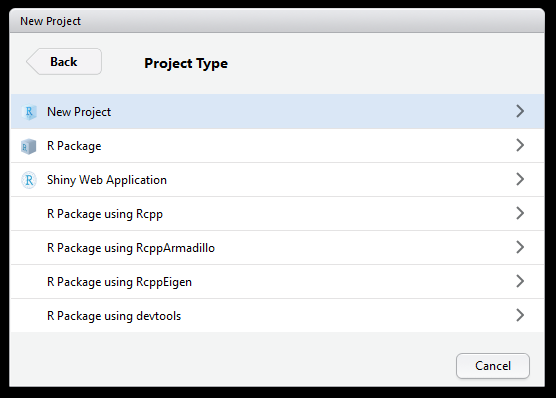 New Project
Back
Project Type
R New Project
R R Package
R Shiny Web Application
R Package using Rcpp
R Package using RcppArmadillo
R Package using RcppEigen
R Package using devtools
Cancel